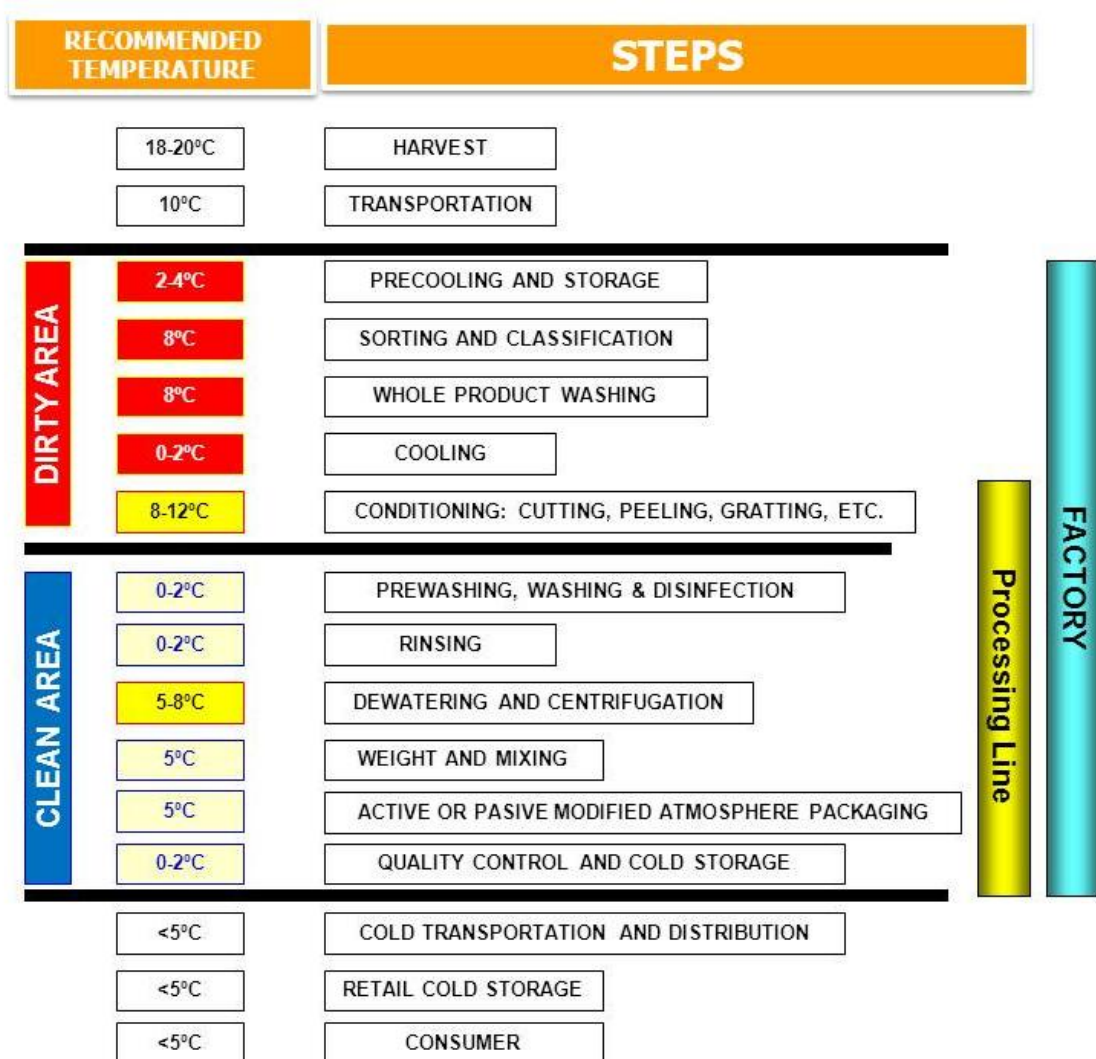 RECOMMENDED
TEMPERATURE
STEPS
18-20ºC HARVEST
10ºC TRANSPORTATION
DIRTY AREA
2-4ºC PRECOOLING AND STORAGE
8ºC SORTING AND CLASSIFICATION
8ºC WHOLE PRODUCT WASHING
0-2ºC COOLING
8-12ºC CONDITIONING: CUTTING, PEELING, GRATTING, ETC.
CLEAN AREA
0-2ºC PREWASHING, WASHING & DISINFECTION
0-2ºC RINSING
5-8ºC DEWATERING AND CENTRIFUGATION
5ºC WEIGHT AND MIXING
5ºC ACTIVE OR PASIVE MODIFIED ATMOSPHERE PACKAGING
0-2ºC QUALITY CONTROL AND COLD STORAGE
Processing Line
FACTORY
<5ºC COLD TRANSPORTATION AND DISTRIBUTION
<5ºC RETAIL COLD STORAGE
<5ºC CONSUMER